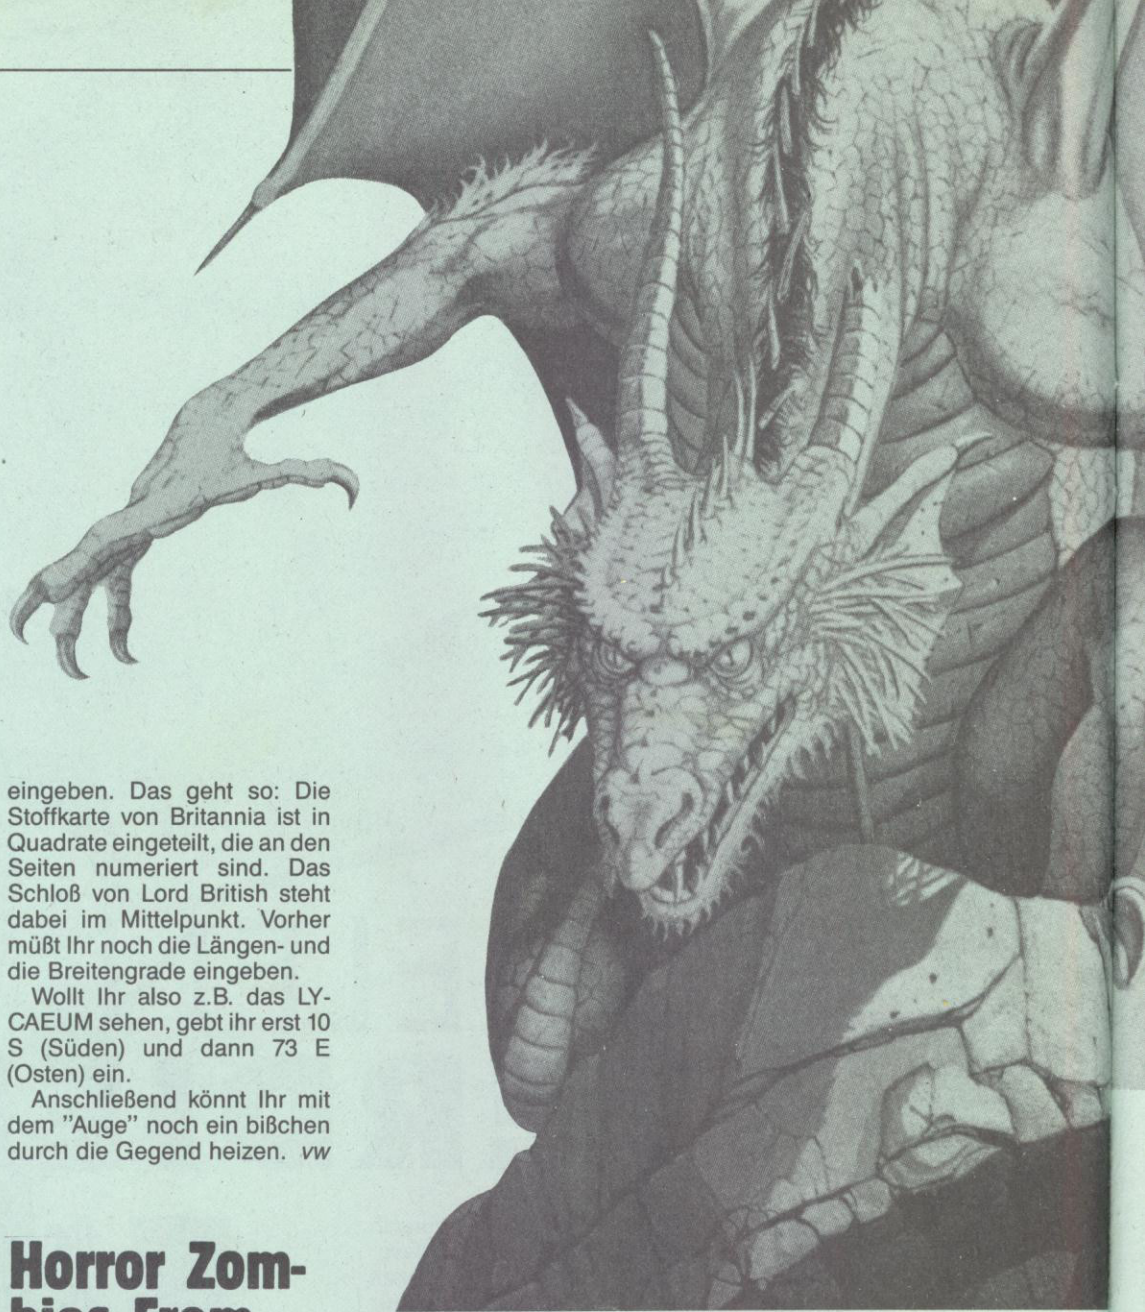 eingeben. Das geht so: Die
Stoffkarte von Britannia ist in
Quadrate eingeteilt, die an den
Seiten numeriert sind. Das
Schloß von Lord British steht
dabei im Mittelpunkt. Vorher
müßt Ihr noch die Längen- und
die Breitengrade eingeben.
Wollt Ihr also z.B. das LY-
CAEUM sehen, gebt ihr erst 10
S (Süden) und dann 73 E
(Osten) ein.
Anschließend könnt Ihr mit
dem ”Auge” noch ein bißchen
durch die Gegend heizen. vw
Horror Zom-
bies From